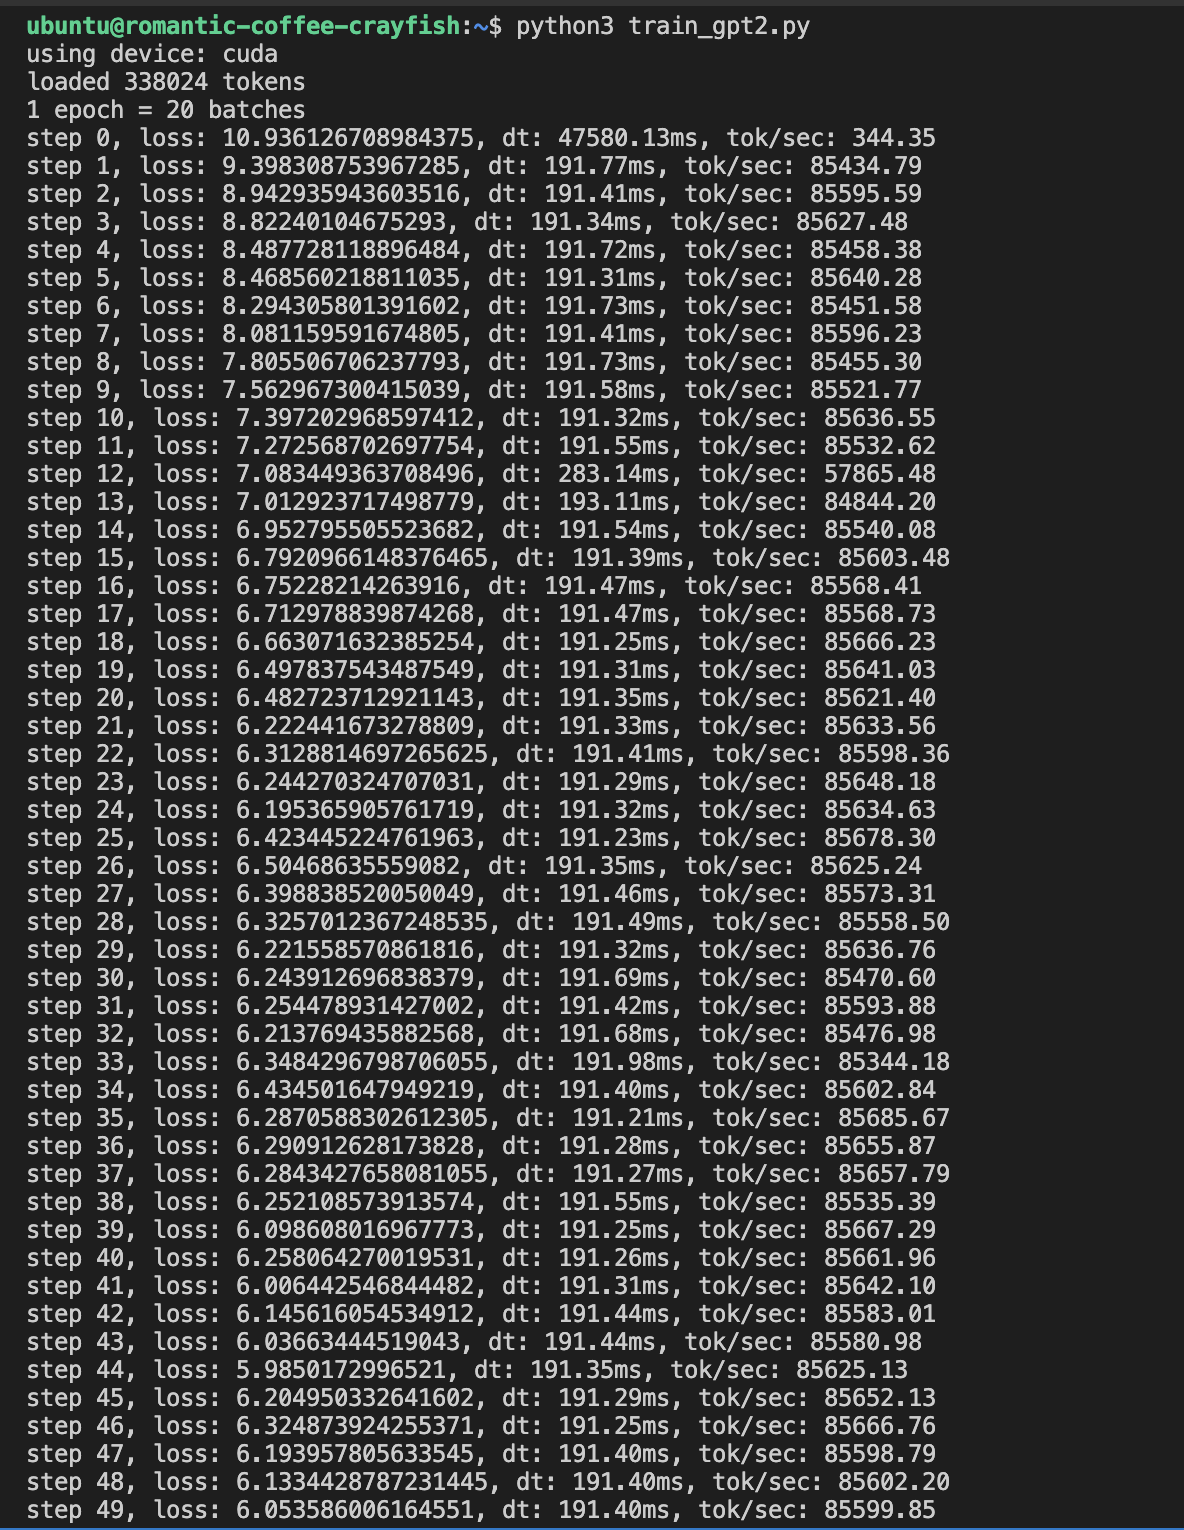 ubuntu@romantic-coffee-crayfish:~$ python3 train_gpt2.py
using device: cuda
loaded 338024 tokens
1 epoch = 20 batches
step 0, loss: 10.936126708984375, dt: 47580.13ms, tok/sec: 344.35
step 1, loss: 9.398308753967285, dt: 191.77ms, tok/sec: 85434.79
step 2, loss: 8.942935943603516, dt: 191.41ms, tok/sec: 85595.59
step 3, loss: 8.82240104675293, dt: 191.34ms, tok/sec: 85627.48
step 4, loss: 8.487728118896484, dt: 191.72ms, tok/sec: 85458.38
step 5, loss: 8.468560218811035, dt: 191.31ms, tok/sec: 85640.28
step 6, loss: 8.294305801391602, dt: 191.73ms, tok/sec: 85451.58
step 7, loss: 8.081159591674805, dt: 191.41ms, tok/sec: 85596.23
step 8, loss: 7.805506706237793, dt: 191.73ms, tok/sec: 85455.30
step 9, loss: 7.562967300415039, dt: 191.58ms, tok/sec: 85521.77
step 10, loss: 7.397202968597412, dt: 191.32ms, tok/sec: 85636.55
step 11, loss: 7.272568702697754, dt: 191.55ms, tok/sec: 85532.62
step 12, loss: 7.083449363708496, dt: 283.14ms, tok/sec: 57865.48
step 13, loss: 7.012923717498779, dt: 193.11ms, tok/sec: 84844.20
step 14, loss: 6.952795505523682, dt: 191.54ms, tok/sec: 85540.08
step 15, loss: 6.7920966148376465, dt: 191.39ms, tok/sec: 85603.48
step 16, loss: 6.75228214263916, dt: 191.47ms, tok/sec: 85568.41
step 17, loss: 6.712978839874268, dt: 191.47ms, tok/sec: 85568.73
step 18, loss: 6.663071632385254, dt: 191.25ms, tok/sec: 85666.23
step 19, loss: 6.497837543487549, dt: 191.31ms, tok/sec: 85641.03
step 20, loss: 6.482723712921143, dt: 191.35ms, tok/sec: 85621.40
step 21, loss: 6.222441673278809, dt: 191.33ms, tok/sec: 85633.56
step 22, loss: 6.3128814697265625, dt: 191.41ms, tok/sec: 85598.36
step 23, loss: 6.244270324707031, dt: 191.29ms, tok/sec: 85648.18
step 24, loss: 6.195365905761719, dt: 191.32ms, tok/sec: 85634.63
step 25, loss: 6.423445224761963, dt: 191.23ms, tok/sec: 85678.30
step 26, loss: 6.50468635559082, dt: 191.35ms, tok/sec: 85625.24
step 27, loss: 6.398838520050049, dt: 191.46ms, tok/sec: 85573.31
step 28, loss: 6.3257012367248535, dt: 191.49ms, tok/sec: 85558.50
step 29, loss: 6.221558570861816, dt: 191.32ms, tok/sec: 85636.76
step 30, loss: 6.243912696838379, dt: 191.69ms, tok/sec: 85470.60
step 31, loss: 6.254478931427002, dt: 191.42ms, tok/sec: 85593.88
step 32, loss: 6.213769435882568, dt: 191.68ms, tok/sec: 85476.98
step 33, loss: 6.3484296798706055, dt: 191.98ms, tok/sec: 85344.18
step 34, loss: 6.434501647949219, dt: 191.40ms, tok/sec: 85602.84
step 35, loss: 6.2870588302612305, dt: 191.21ms, tok/sec: 85685.67
step 36, loss: 6.290912628173828, dt: 191.28ms, tok/sec: 85655.87
step 37, loss: 6.2843427658081055, dt: 191.27ms, tok/sec: 85657.79
step 38, loss: 6.252108573913574, dt: 191.55ms, tok/sec: 85535.39
step 39, loss: 6.098608016967773, dt: 191.25ms, tok/sec: 85667.29
step 40, loss: 6.258064270019531, dt: 191.26ms, tok/sec: 85661.96
step 41, loss: 6.006442546844482, dt: 191.31ms, tok/sec: 85642.10
step 42, loss: 6.145616054534912, dt: 191.44ms, tok/sec: 85583.01
step 43, loss: 6.03663444519043, dt: 191.44ms, tok/sec: 85580.98
step 44, loss: 5.9850172996521, dt: 191.35ms, tok/sec: 85625.13
step 45, loss: 6.204950332641602, dt: 191.29ms, tok/sec: 85652.13
step 46, loss: 6.324873924255371, dt: 191.25ms, tok/sec: 85666.76
step 47, loss: 6.193957805633545, dt: 191.40ms, tok/sec: 85598.79
step 48, loss: 6.1334428787231445, dt: 191.40ms, tok/sec: 85602.20
step 49, loss: 6.053586006164551, dt: 191.40ms, tok/sec: 85599.85